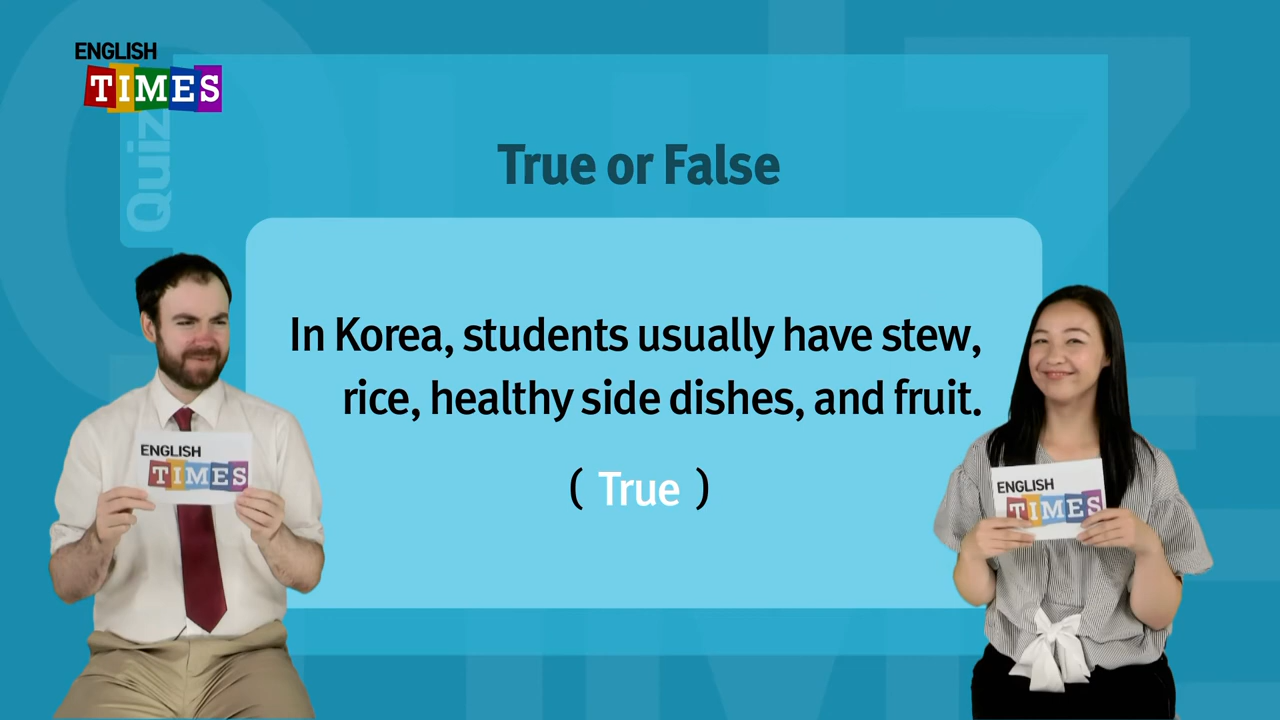 ENGLISH
TIMES
Quiz
True or False
In Korea, students usually have stew,
rice, healthy side dishes, and fruit.
( True )
ENGLISH
TIMES
ENGLISH
TIMES